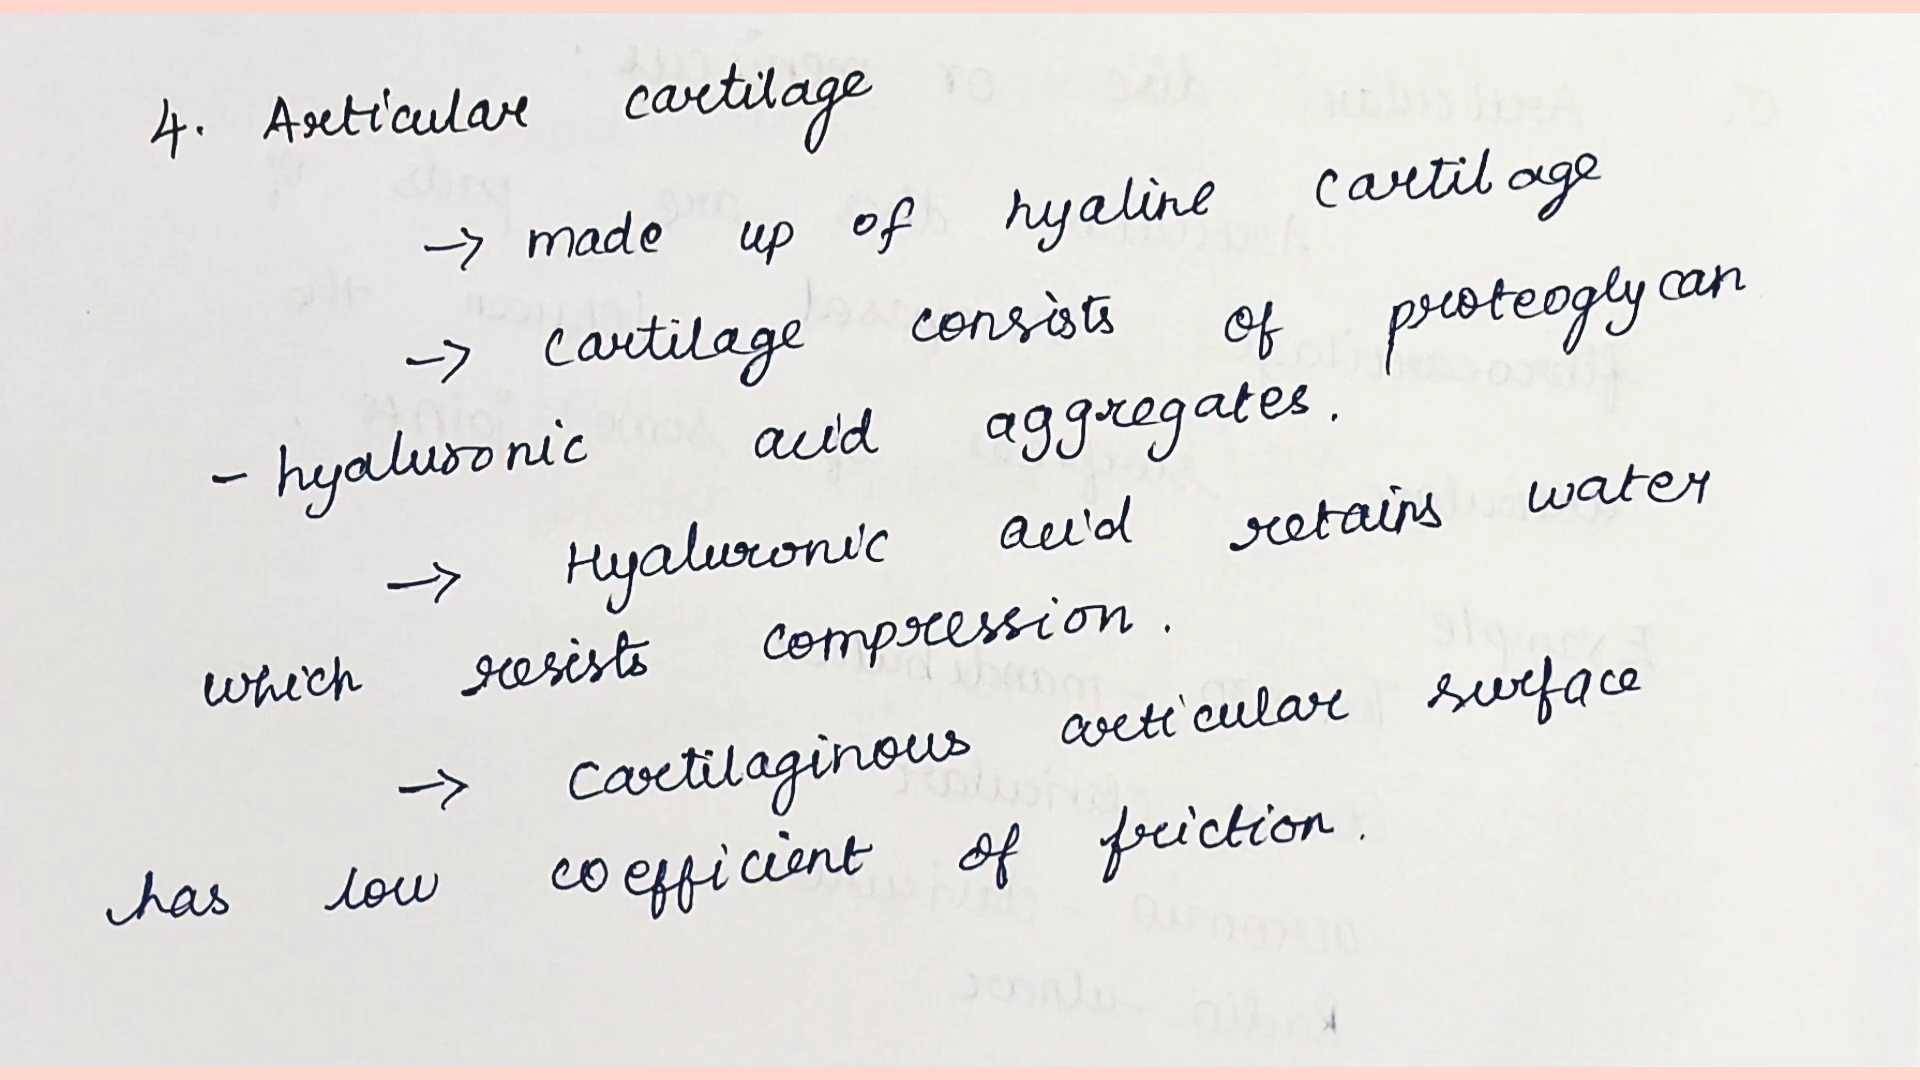 4. Articular cartilage
→ made up of hyaline cartilage
→ cartilage consists of proteoglycan
- hyaluronic acid aggregates.
→ Hyaluronic acid retains water
which resists compression.
→ Cartilaginous articular surface
has low coefficient of friction.